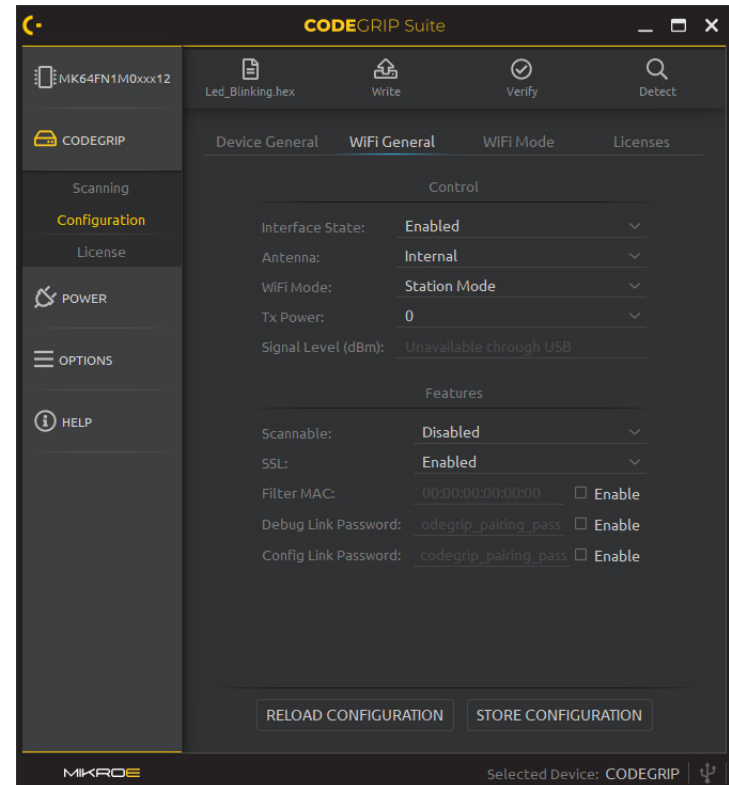 CODEGRIP Suite
MK64FN1M0xxx12
Led_Blinking.hex Write Verify Detect
CODEGRIP
Device General WiFi General WiFi Mode Licenses
Scanning
Configuration
License
POWER
OPTIONS
HELP
Control
Interface State: Enabled
Antenna: Internal
WiFi Mode: Station Mode
Tx Power: 0
Signal Level (dBm): Unavailable through USB
Features
Scannable: Disabled
SSL: Enabled
Filter MAC: 00:00:00:00:00:00 Enable
Debug Link Password: odegrip_pairing_pass Enable
Config Link Password: codegrip_pairing_pass Enable
RELOAD CONFIGURATION STORE CONFIGURATION
MIKROE Selected Device: CODEGRIP